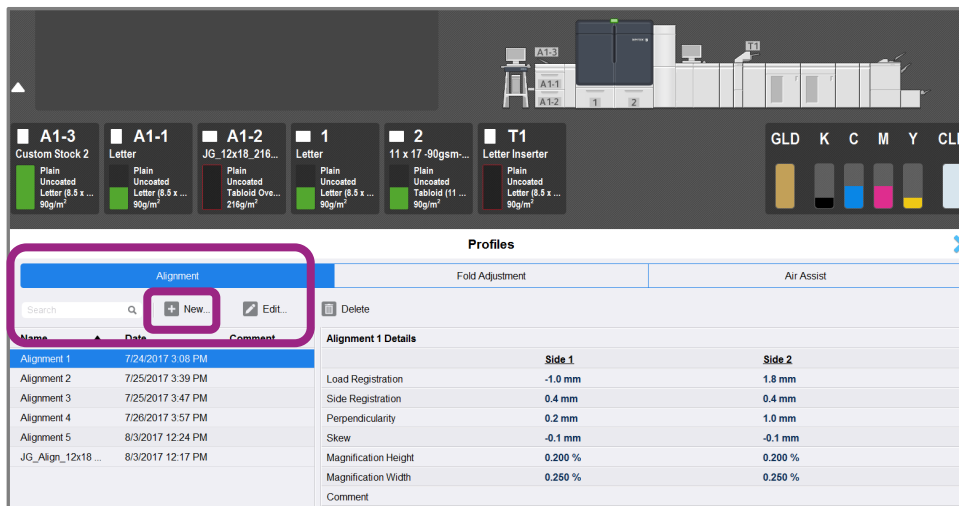 A1-3
T1
A1-1
A1-2
1
2
A1-3
Custom Stock 2
Plain
Uncoated
Letter (8.5 x ...
90g/m²
A1-1
Letter
Plain
Uncoated
Letter (8.5 x ...
90g/m²
A1-2
JG_12x18_216...
Plain
Uncoated
Tabloid Ove...
216g/m²
1
Letter
Plain
Uncoated
Letter (8.5 x ...
90g/m²
2
11 x 17 -90gsm-...
Plain
Uncoated
Tabloid (11 ...
90g/m²
T1
Letter Inserter
Plain
Uncoated
Letter (8.5 x ...
90g/m²
GLD K C M Y CL
Profiles
Alignment Fold Adjustment Air Assist
Search New... Edit... Delete
Name Date Comment
Alignment 1 Details
Alignment 1 7/24/2017 3:08 PM
Alignment 2 7/25/2017 3:39 PM
Alignment 3 7/25/2017 3:47 PM
Alignment 4 7/26/2017 3:57 PM
Alignment 5 8/3/2017 12:24 PM
JG_Align_12x18 ... 8/3/2017 12:17 PM
Side 1 Side 2
Load Registration -1.0 mm 1.8 mm
Side Registration 0.4 mm 0.4 mm
Perpendicularity 0.2 mm 1.0 mm
Skew -0.1 mm -0.1 mm
Magnification Height 0.200 % 0.200 %
Magnification Width 0.250 % 0.250 %
Comment